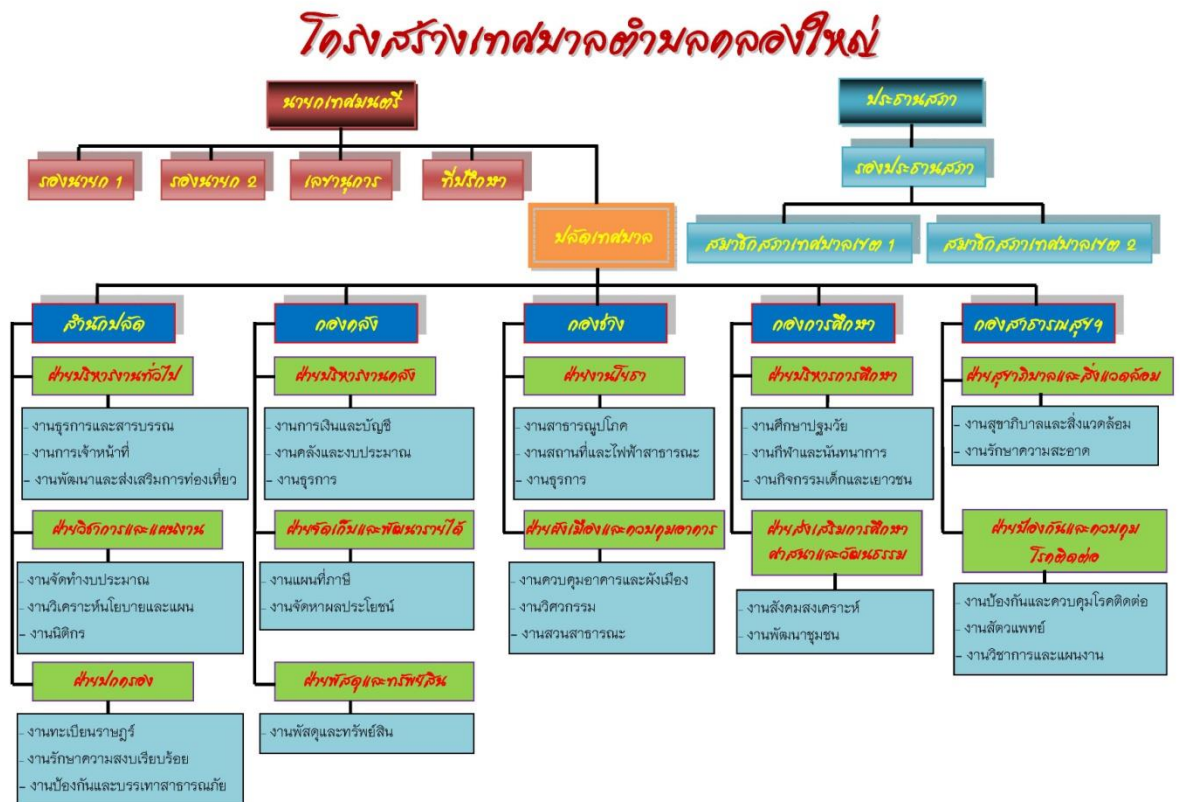 โครงสร้างเทศบาลตำบลคลองใหญ่
นายกเทศมนตรี
ประธานสภา
รองนายก 1
รองนายก 2
เลขานุการ
ที่ปรึกษา
รองประธานสภา
ปลัดเทศบาล
สมาชิกสภาเทศบาลเขต 1
สมาชิกสภาเทศบาลเขต 2
สำนักปลัด
ฝ่ายบริหารงานทั่วไป
- งานธุรการและสารบรรณ
- งานการเจ้าหน้าที่
- งานพัฒนาและส่งเสริมการท่องเที่ยว
ฝ่ายวิชาการและแผนงาน
- งานจัดทำงบประมาณ
- งานวิเคราะห์นโยบายและแผน
- งานนิติกร
ฝ่ายปกครอง
- งานทะเบียนราษฎร์
- งานรักษาความสงบเรียบร้อย
- งานป้องกันและบรรเทาสาธารณภัย
กองคลัง
ฝ่ายบริหารงานคลัง
- งานการเงินและบัญชี
- งานคลังและงบประมาณ
- งานธุรการ
ฝ่ายจัดเก็บและพัฒนารายได้
- งานแผนที่ภาษี
- งานจัดหาผลประโยชน์
ฝ่ายพัสดุและทรัพย์สิน
- งานพัสดุและทรัพย์สิน
กองช่าง
ฝ่ายงานโยธา
- งานสาธารณูปโภค
- งานสถานที่และไฟฟ้าสาธารณะ
- งานธุรการ
ฝ่ายผังเมืองและควบคุมอาคาร
- งานควบคุมอาคารและผังเมือง
- งานวิศวกรรม
- งานสวนสาธารณะ
กองการศึกษา
ฝ่ายบริหารการศึกษา
- งานศึกษาปฐมวัย
- งานกีฬาและนันทนาการ
- งานกิจกรรมเด็กและเยาวชน
ฝ่ายส่งเสริมการศึกษา
ศาสนาและวัฒนธรรม
- งานสังคมสงเคราะห์
- งานพัฒนาชุมชน
กองสาธารณสุขฯ
ฝ่ายสุขาภิบาลและสิ่งแวดล้อม
- งานสุขาภิบาลและสิ่งแวดล้อม
- งานรักษาความสะอาด
ฝ่ายป้องกันและควบคุม
โรคติดต่อ
- งานป้องกันและควบคุมโรคติดต่อ
- งานสัตวแพทย์
- งานวิชาการและแผนงาน